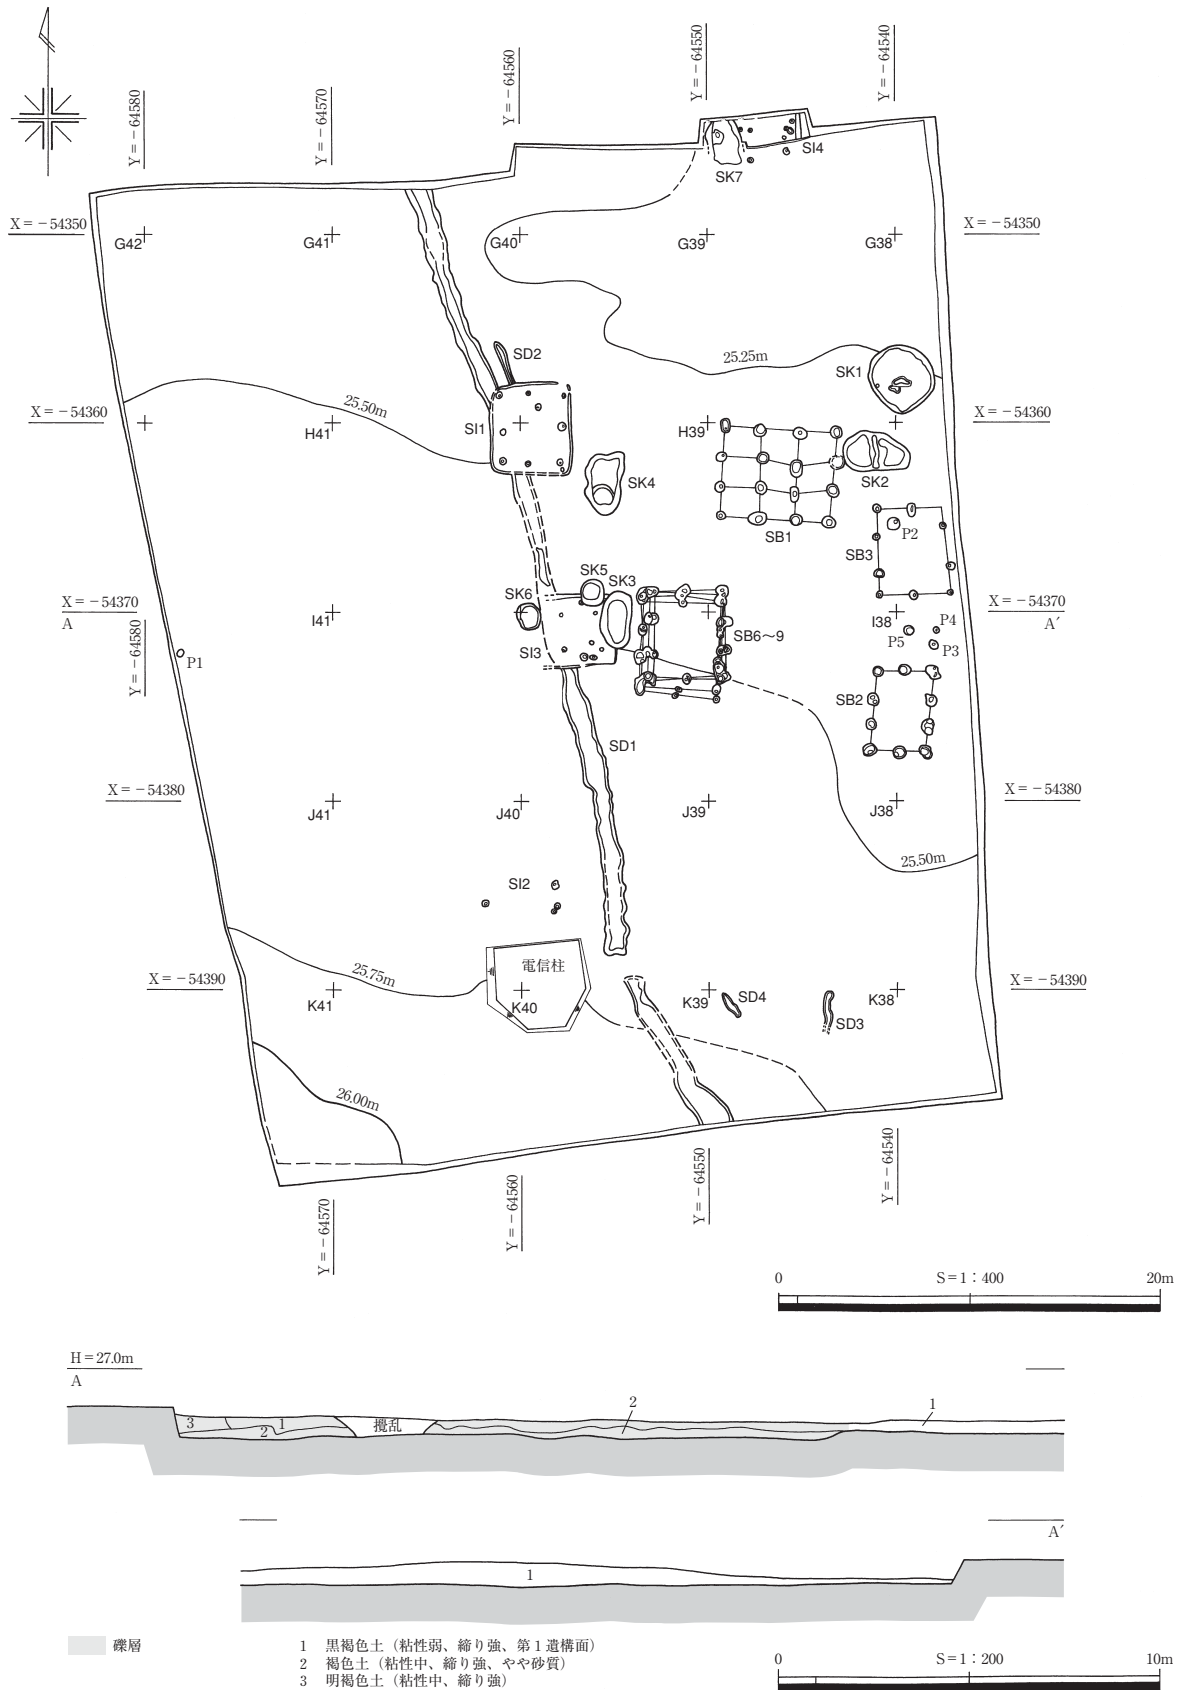 Y=－64580
Y=－64570
Y=－64560
Y=－64550
Y=－64540
SI4
SK7
X=－54350
X=－54350
G42
G41
G40
G39
G38
SD2
25.25m
SK1
25.50m
X=－54360
X=－54360
H41
SI1
H39
SK4
SK2
SB1
P2
SB3
SK5
SK3
SK6
X=－54370
A
X=－54370
A′
I41
I38
P4
P5
P3
SB6～9
SI3
P1
Y=－64580
SB2
SD1
X=－54380
X=－54380
J41
J40
J39
J38
25.50m
SI2
電信柱
25.75m
X=－54390
X=－54390
K41
K40
K39
SD4
K38
SD3
26.00m
Y=－64570
Y=－64560
Y=－64550
Y=－64540
0 S=1：400 20m
H=27.0m
A
3 1 2 攪乱 2 1
A′
1
礫層
1 黒褐色土（粘性弱、締り強、第１遺構面）
2 褐色土（粘性中、締り強、やや砂質）
3 明褐色土（粘性中、締り強）
0 S=1：200 10m